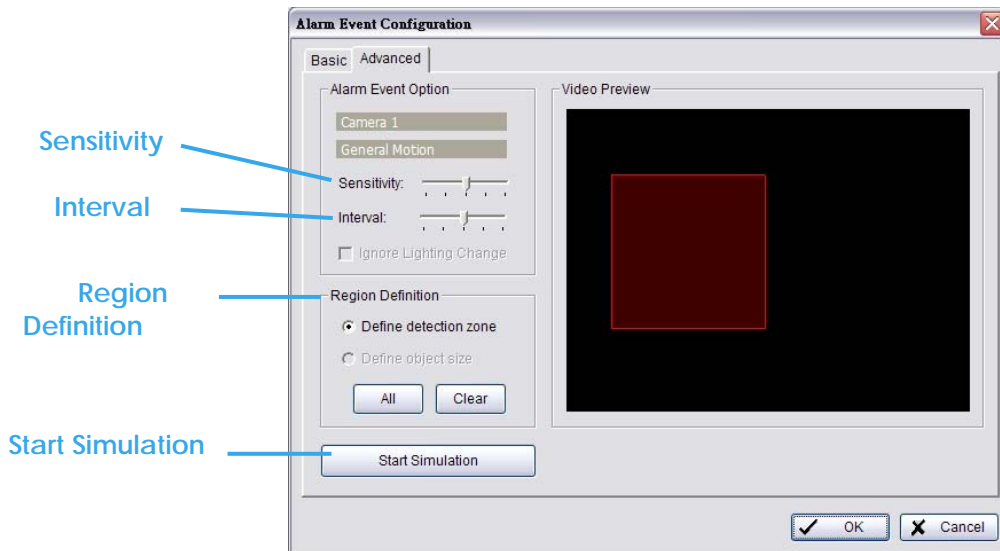 Alarm Event Configuration
Basic
Advanced
Alarm Event Option
Camera 1
General Motion
Sensitivity:
Interval:
Ignore Lighting Change
Region Definition
Define detection zone
Define object size
All
Clear
Start Simulation
Video Preview
OK
Cancel
Sensitivity
Interval
Region
Definition
Start Simulation